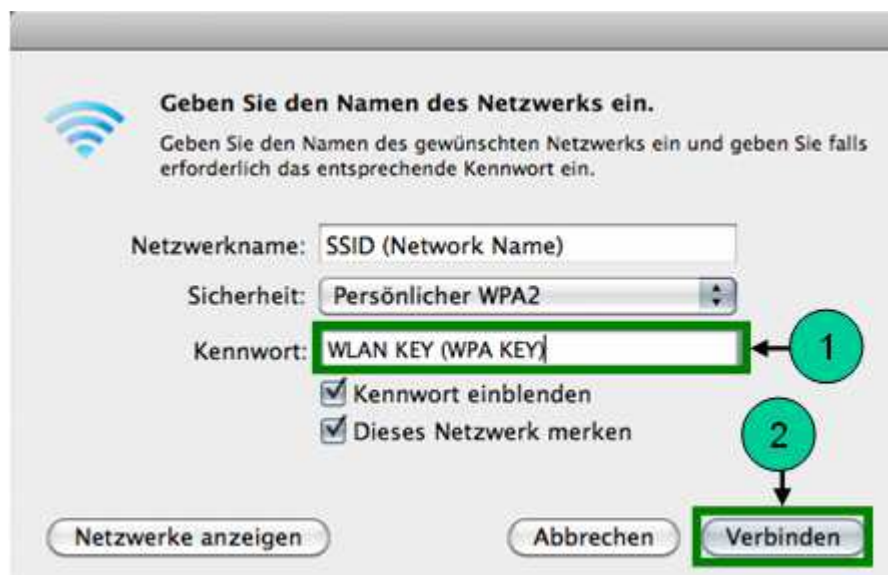 Geben Sie den Namen des Netzwerks ein.
Geben Sie den Namen des gewünschten Netzwerks ein und geben Sie falls
erforderlich das entsprechende Kennwort ein.
Netzwerkname: SSID (Network Name)
Sicherheit: Persönlicher WPA2
Kennwort: WLAN KEY (WPA KEY) 1
Kennwort einblenden
Dieses Netzwerk merken
2
Netzwerke anzeigen Abbrechen Verbinden